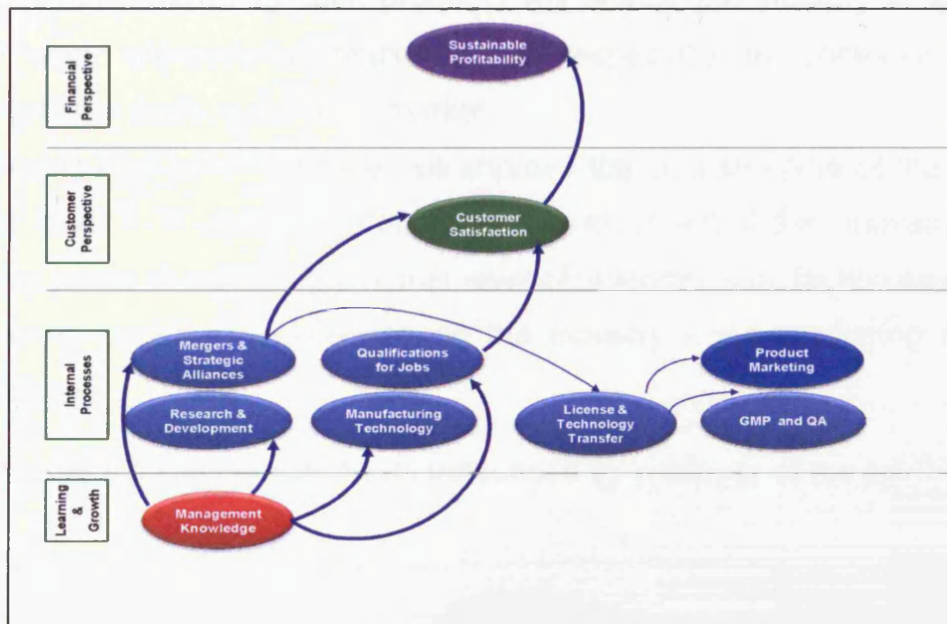 Financial
Perspective
Sustainable
Profitability
Customer
Perspective
Customer
Satisfaction
Internal
Processes
Mergers &
Strategic
Alliances
Qualifications
for Jobs
Product
Marketing
Research &
Development
Manufacturing
Technology
License &
Technology
Transfer
GMP and QA
Learning
&
Growth
Management
Knowledge